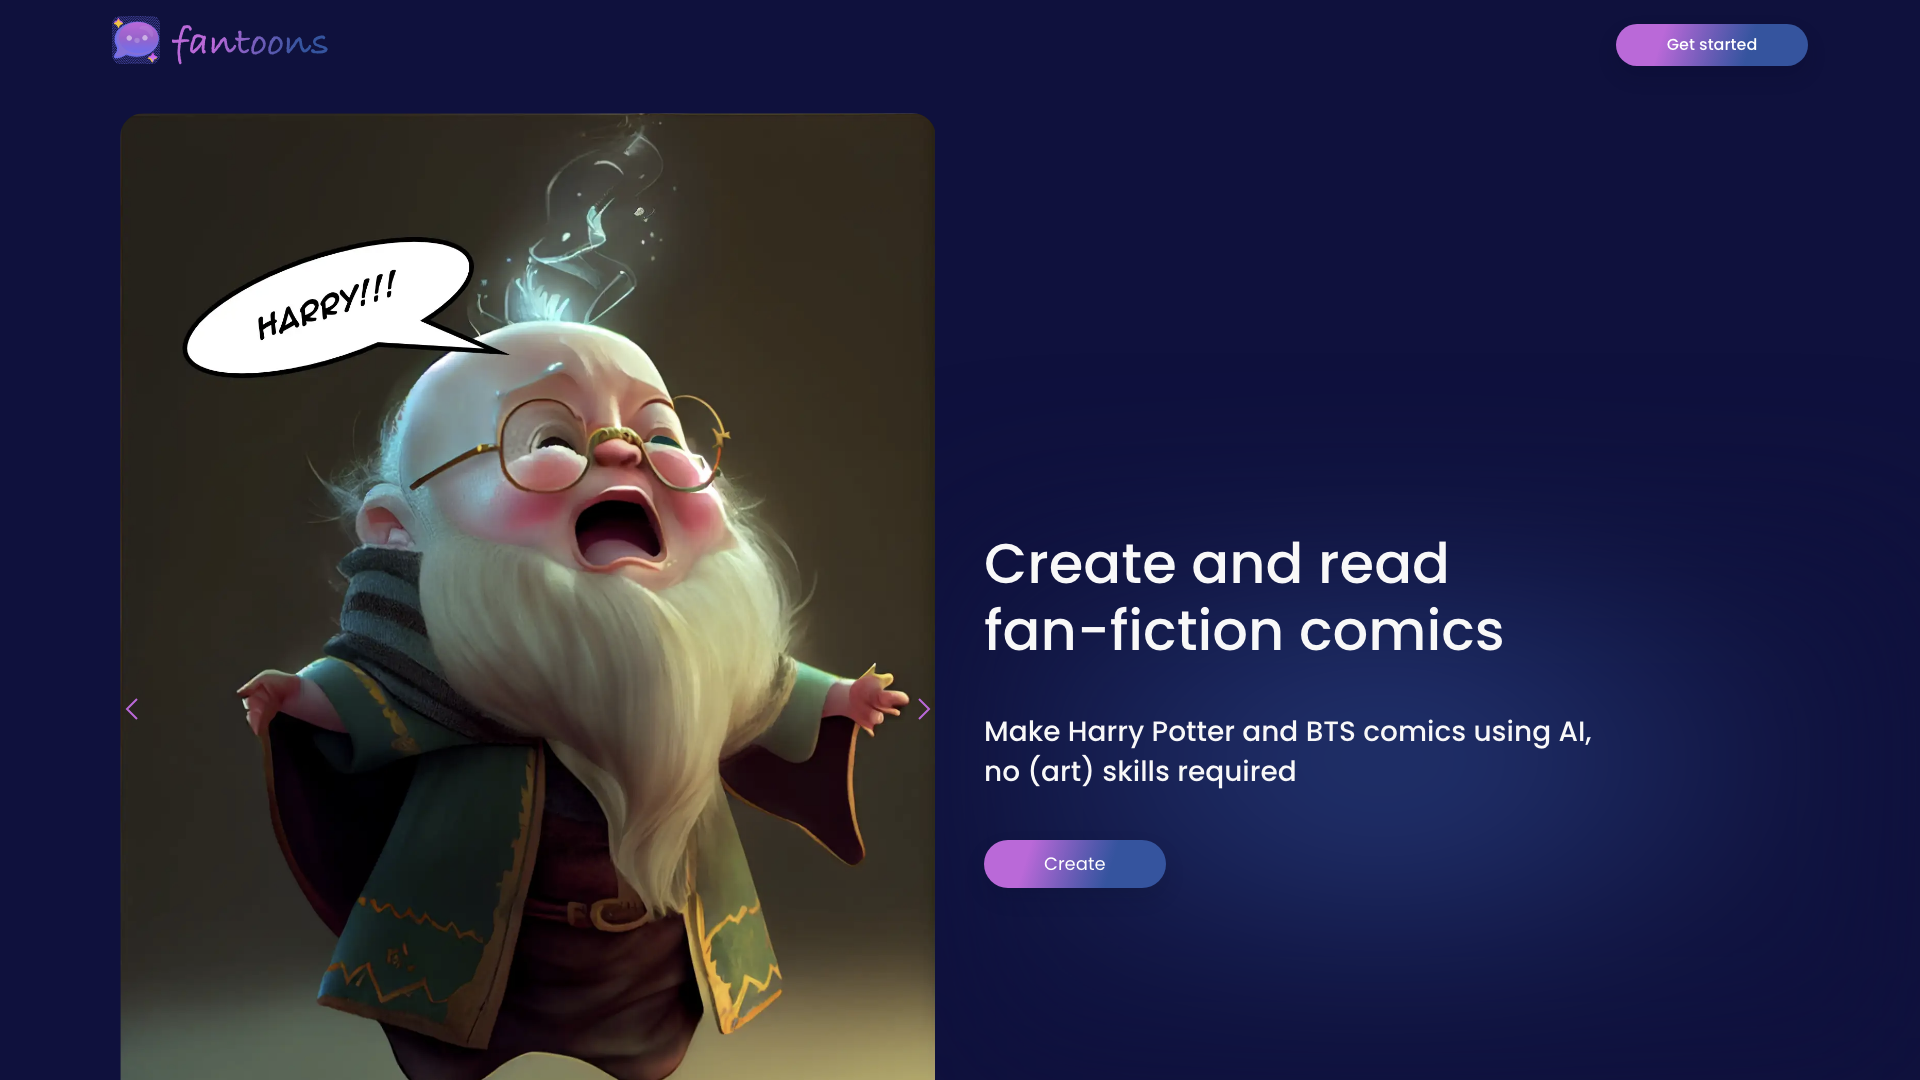 fantoons
Get started
HARRY!!!
Create and read
fan-fiction comics
Make Harry Potter and BTS comics using AI,
no (art) skills required
Create